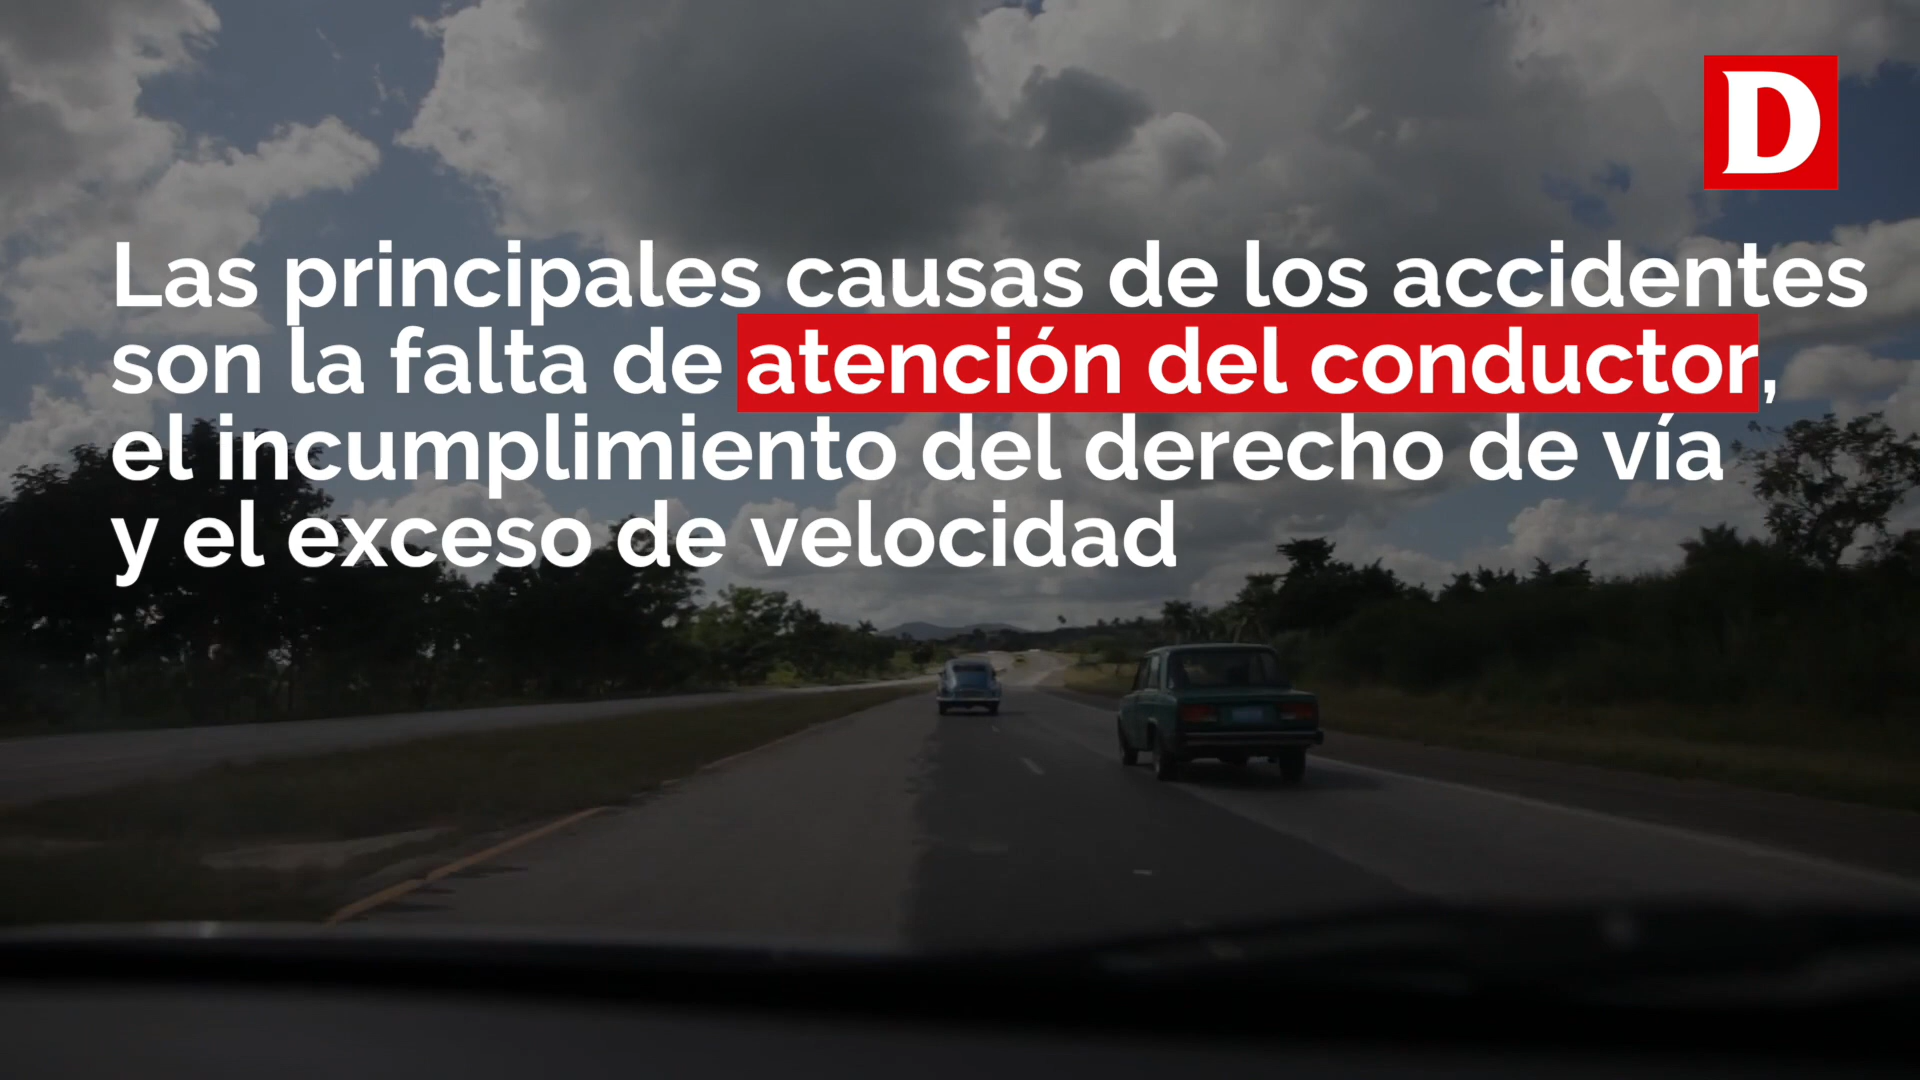 D
Las principales causas de los accidentes
son la falta de atención del conductor,
el incumplimiento del derecho de vía
y el exceso de velocidad